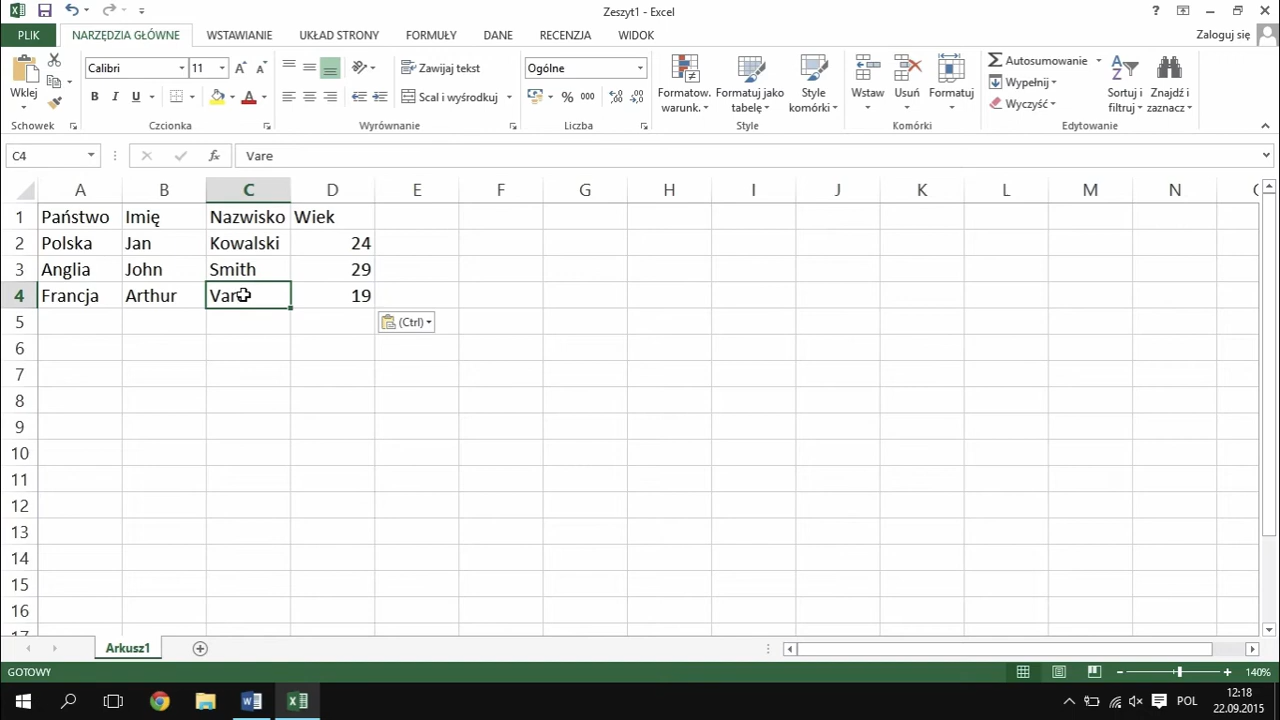 Zeszyt1 - Excel
?
PLIK NARZĘDZIA GŁÓWNE WSTAWIANIE UKŁAD STRONY FORMUŁY DANE RECENZJA WIDOK Zaloguj się
Wklej
Calibri 11
B I U A
Zawijaj tekst
Scal i wyśrodkuj
Ogólne
% 000
Formatow. warunk.
Formatuj jako tabelę
Style komórki
Wstaw
Usuń
Formatuj
Autosumowanie
Wypełnij
Wyczyść
Sortuj i filtruj
Znajdź i zaznacz
Schowek Czcionka Wyrównanie Liczba Style Komórki Edytowanie
C4 fx Vare
A B C D E F G H I J K L M N
1 Państwo Imię Nazwisko Wiek
2 Polska Jan Kowalski 24
3 Anglia John Smith 29
4 Francja Arthur Var 19
5 (Ctrl)
6
7
8
9
10
11
12
13
14
15
16
17
Arkusz1
GOTOWY 140%
POL 12:18
22.09.2015